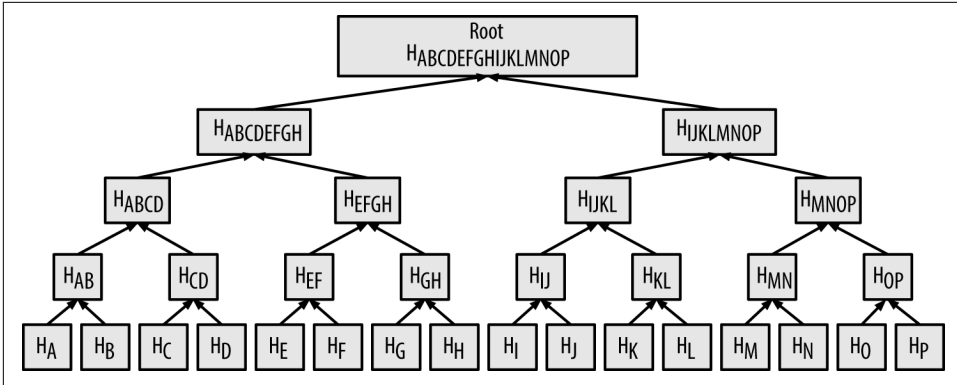 Root
HABCDEFGHIJKLMNOP
HABCDEFGH HIJKLMNOP
HABCD HEFGH HIJKL HMNOP
HAB HCD HEF HGH HIJ HKL HMN HOP
HA HB HC HD HE HF HG HH HI HJ HK HL HM HN HO HP